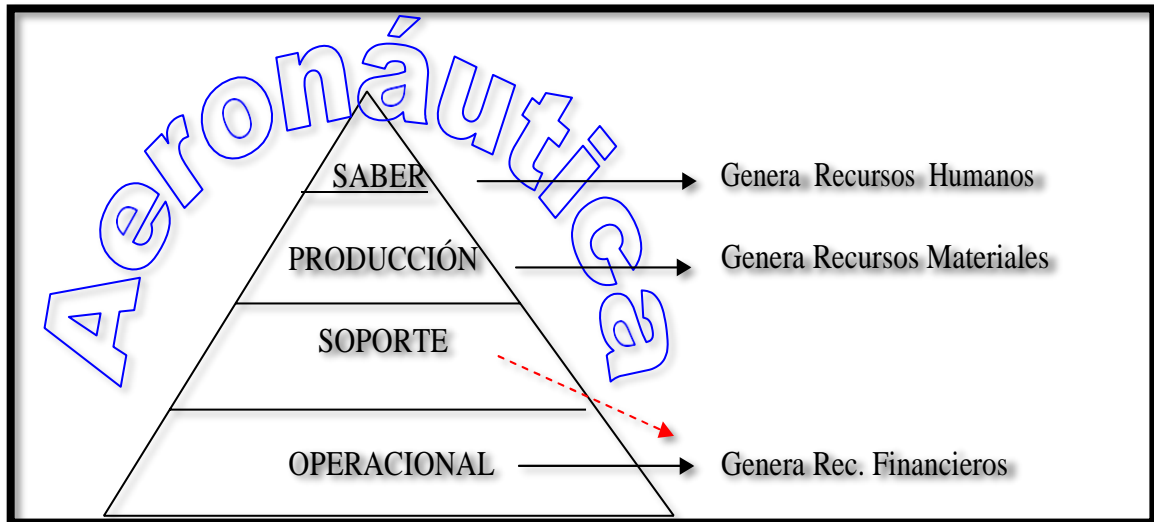 Aeronáutica
SABER
Genera Recursos Humanos
PRODUCCIÓN
Genera Recursos Materiales
SOPORTE
OPERACIONAL
Genera Rec. Financieros